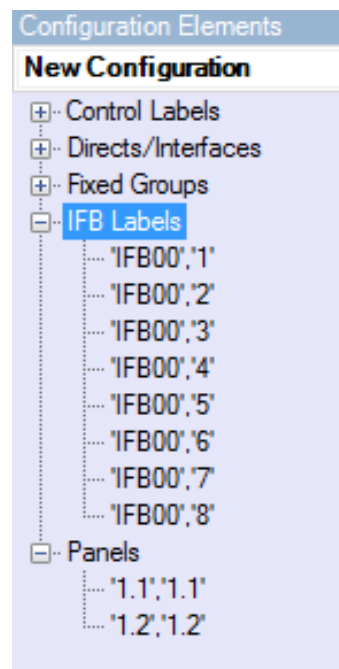 Configuration Elements
New Configuration
Control Labels
Directs/Interfaces
Fixed Groups
IFB Labels
'IFB00','1'
'IFB00','2'
'IFB00','3'
'IFB00','4'
'IFB00','5'
'IFB00','6'
'IFB00','7'
'IFB00','8'
Panels
'1.1','1.1'
'1.2','1.2'